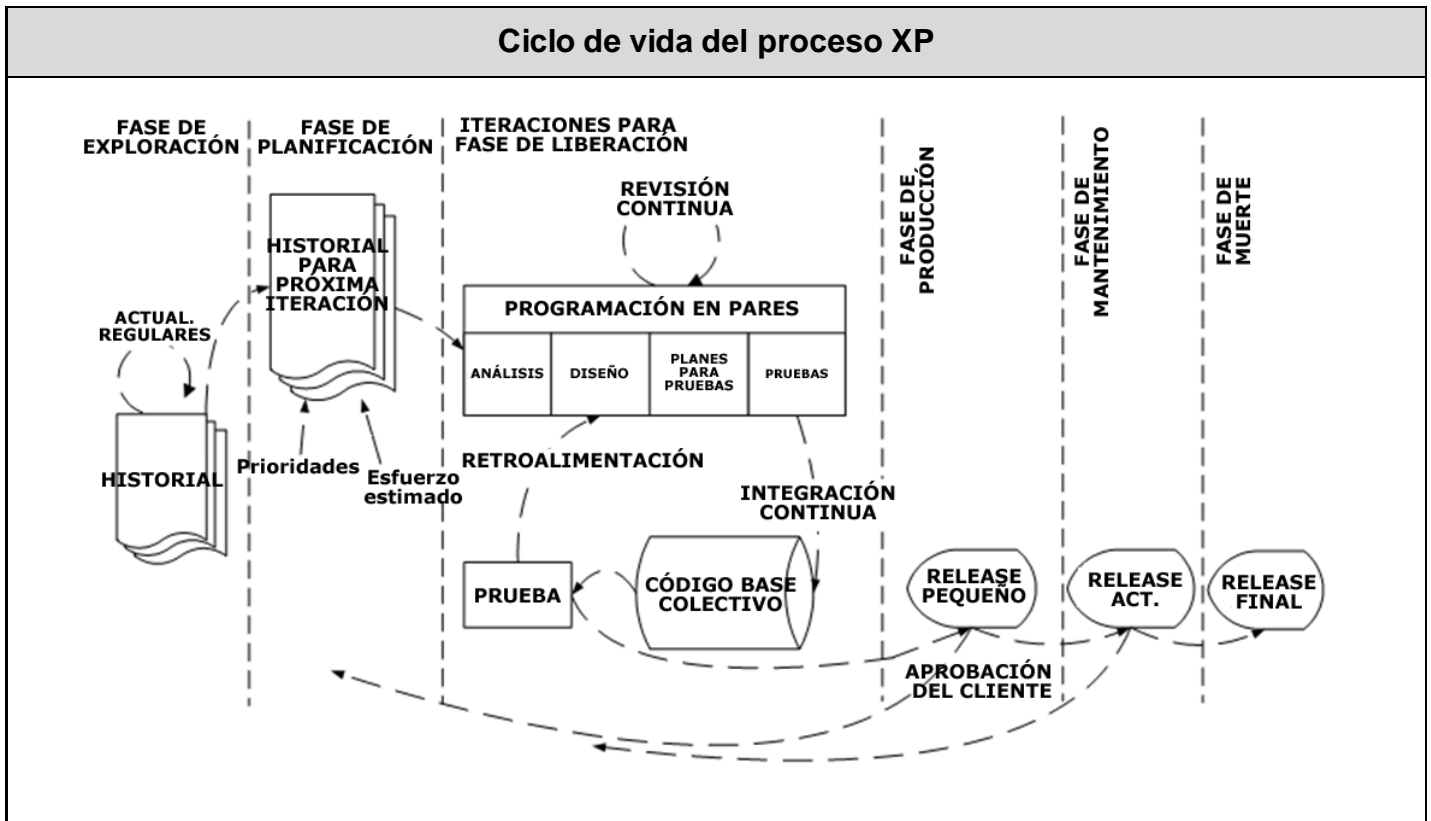 Ciclo de vida del proceso XP
FASE DE
EXPLORACIÓN
FASE DE
PLANIFICACIÓN
ITERACIONES PARA
FASE DE LIBERACIÓN
FASE DE
PRODUCCIÓN
FASE DE
MANTENIMIENTO
FASE DE
MUERTE
REVISIÓN
CONTINUA
HISTORIAL
PARA
PRÓXIMA
ITERACIÓN
ACTUAL.
REGULARES
PROGRAMACIÓN EN PARES
ANÁLISIS
DISEÑO
PLANES
PARA
PRUEBAS
PRUEBAS
HISTORIAL
Prioridades
Esfuerzo
estimado
RETROALIMENTACIÓN
INTEGRACIÓN
CONTINUA
PRUEBA
CÓDIGO BASE
COLECTIVO
RELEASE
PEQUEÑO
RELEASE
ACT.
RELEASE
FINAL
APROBACIÓN
DEL CLIENTE